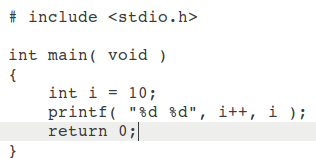 # include <stdio.h>
int main( void )
{
    int i = 10;
    printf( "%d %d", i++, i );
    return 0;
}